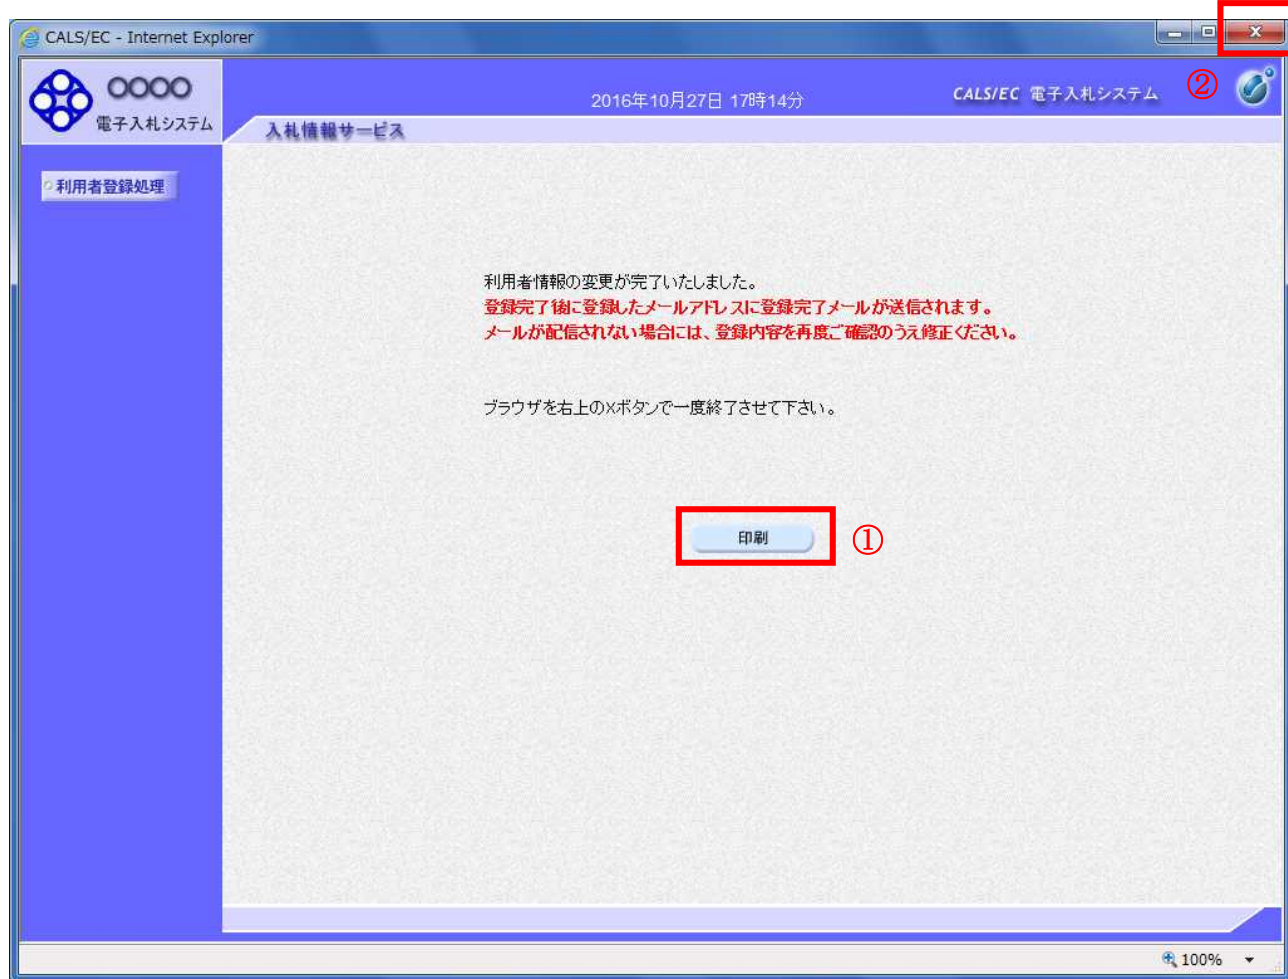 CALS/EC - Internet Explorer
○○○○
電子入札システム
2016年10月27日 17時14分
CALS/EC 電子入札システム
②
入札情報サービス
利用者登録処理
利用者情報の変更が完了いたしました。
登録完了後に登録したメールアドレスに登録完了メールが送信されます。
メールが配信されない場合には、登録内容を再度ご確認のうえ修正ください。
ブラウザを右上の×ボタンで一度終了させて下さい。
印刷
①
100%